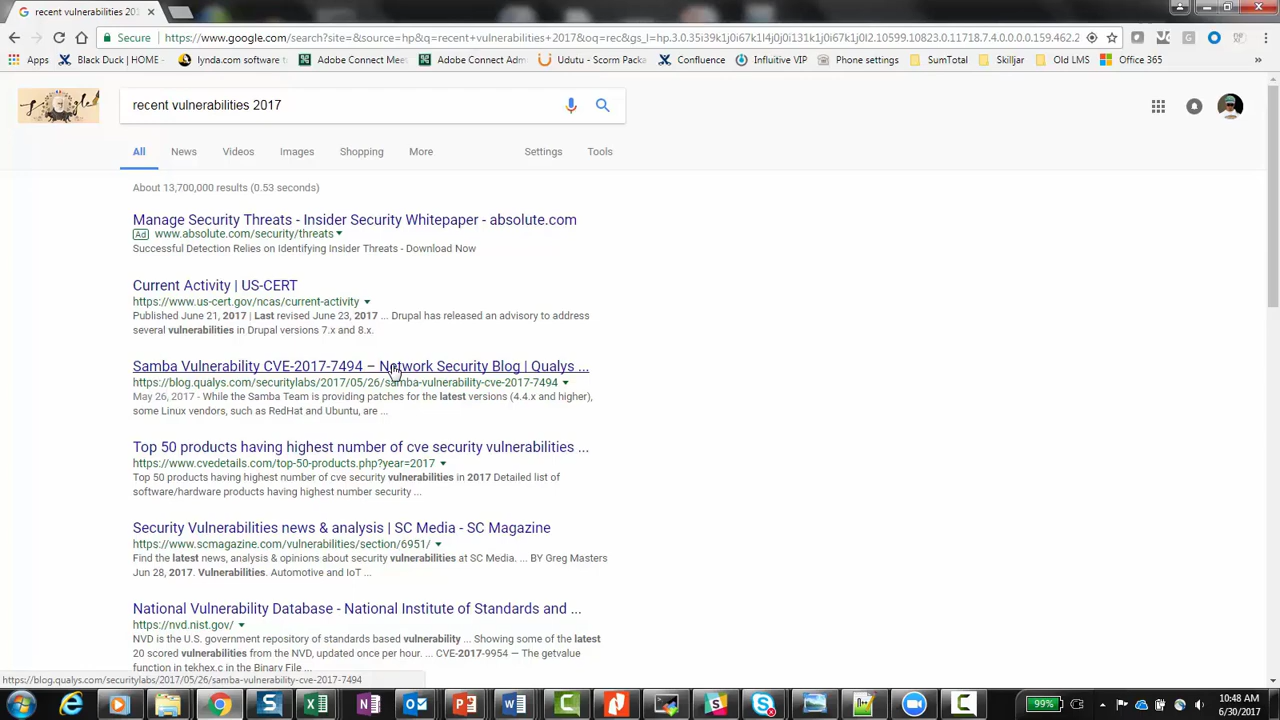 recent vulnerabilities 201
Secure
https://www.google.com/search?site=&source=hp&q=recent+vulnerabilities+2017&oq=rec&gs_l=hp.3.0.35i39k1j0i67k1l4j0j0i131k1j0i67k1l2.10599.10823.0.11718.7.4.0.0.0.0.159.462.2
Apps
Black Duck | HOME -
lynda.com software t
Adobe Connect Meet
Adobe Connect Adm
Udutu - Scorm Packa
Confluence
Influitive VIP
Phone settings
SumTotal
Skilljar
Old LMS
Office 365
»
recent vulnerabilities 2017
All
News
Videos
Images
Shopping
More
Settings
Tools
About 13,700,000 results (0.53 seconds)
Manage Security Threats - Insider Security Whitepaper - absolute.com
Ad www.absolute.com/security/threats
Successful Detection Relies on Identifying Insider Threats - Download Now
Current Activity | US-CERT
https://www.us-cert.gov/ncas/current-activity
Published June 21, 2017 | Last revised June 23, 2017 ... Drupal has released an advisory to address
several vulnerabilities in Drupal versions 7.x and 8.x.
Samba Vulnerability CVE-2017-7494 – Network Security Blog | Qualys ...
https://blog.qualys.com/securitylabs/2017/05/26/samba-vulnerability-cve-2017-7494
May 26, 2017 - While the Samba Team is providing patches for the latest versions (4.4.x and higher),
some Linux vendors, such as RedHat and Ubuntu, are ...
Top 50 products having highest number of cve security vulnerabilities ...
https://www.cvedetails.com/top-50-products.php?year=2017
Top 50 products having highest number of cve security vulnerabilities in 2017 Detailed list of
software/hardware products having highest number security ...
Security Vulnerabilities news & analysis | SC Media - SC Magazine
https://www.scmagazine.com/vulnerabilities/section/6951/
Find the latest news, analysis & opinions about security vulnerabilities at SC Media. ... BY Greg Masters
Jun 28, 2017. Vulnerabilities. Automotive and IoT ...
National Vulnerability Database - National Institute of Standards and ...
https://nvd.nist.gov/
NVD is the U.S. government repository of standards based vulnerability ... Showing some of the latest
20 scored vulnerabilities from the NVD, updated once per hour. ... CVE-2017-9954 — The getvalue
function in tekhex.c in the Binary File ...
https://blog.qualys.com/securitylabs/2017/05/26/samba-vulnerability-cve-2017-7494
99%
10:48 AM
6/30/2017